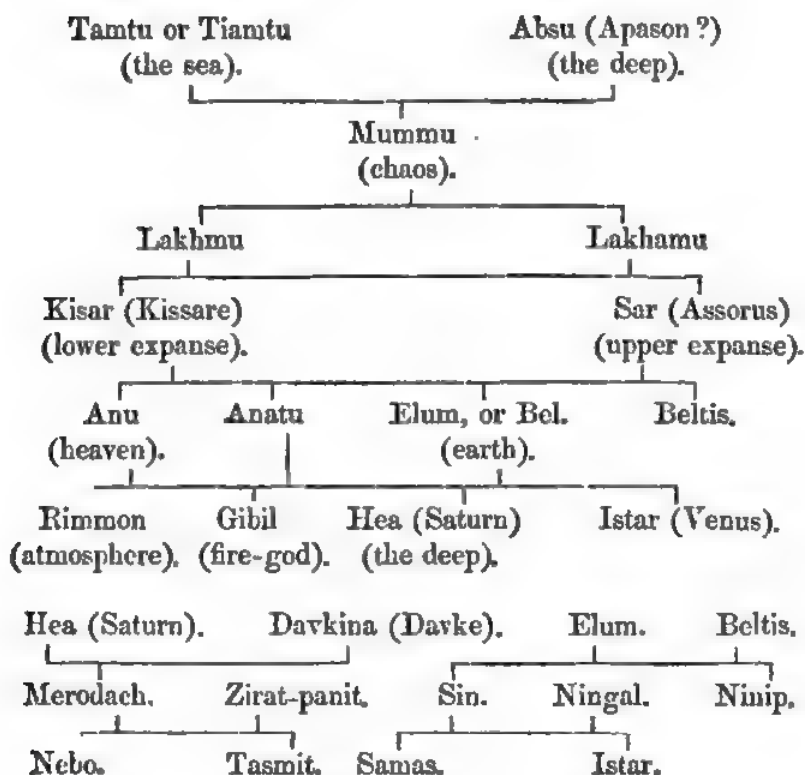 Tamtu or Tiamtu Absu (Apason?)
(the sea). (the deep).
Mummu
(chaos).
Lakhmu Lakhamu
Kisar (Kissare) Sar (Assorus)
(lower expanse). (upper expanse).
Anu Anatu Elum, or Bel. Beltis.
(heaven). (earth).
Rimmon Gibil Hea (Saturn) Istar (Venus).
(atmosphere). (fire-god). (the deep).
Hea (Saturn). Davkina (Davke). Elum. Beltis.
Merodach. Zirat-panit. Sin. Ningal. Ninip.
Nebo. Tasmit. Samas. Istar.